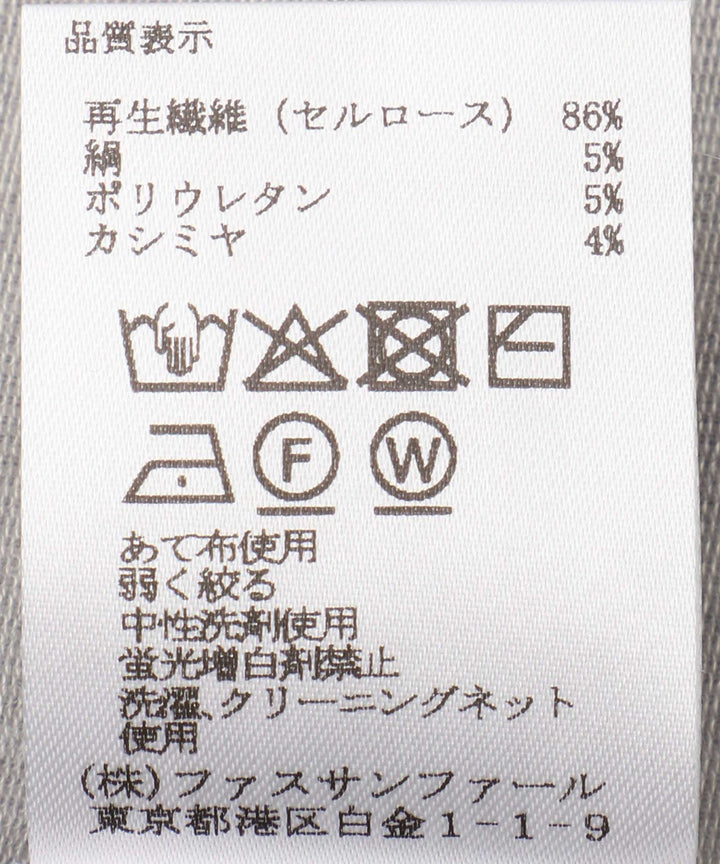 品質表示
再生繊維（セルロース） 86%
絹 5%
ポリウレタン 5%
カシミヤ 4%
F W
あて布使用
弱く絞る
中性洗剤使用
蛍光増白剤禁止
洗濯、クリーニングネット
使用
(株)ファスサンファール
東京都港区白金1-1-9